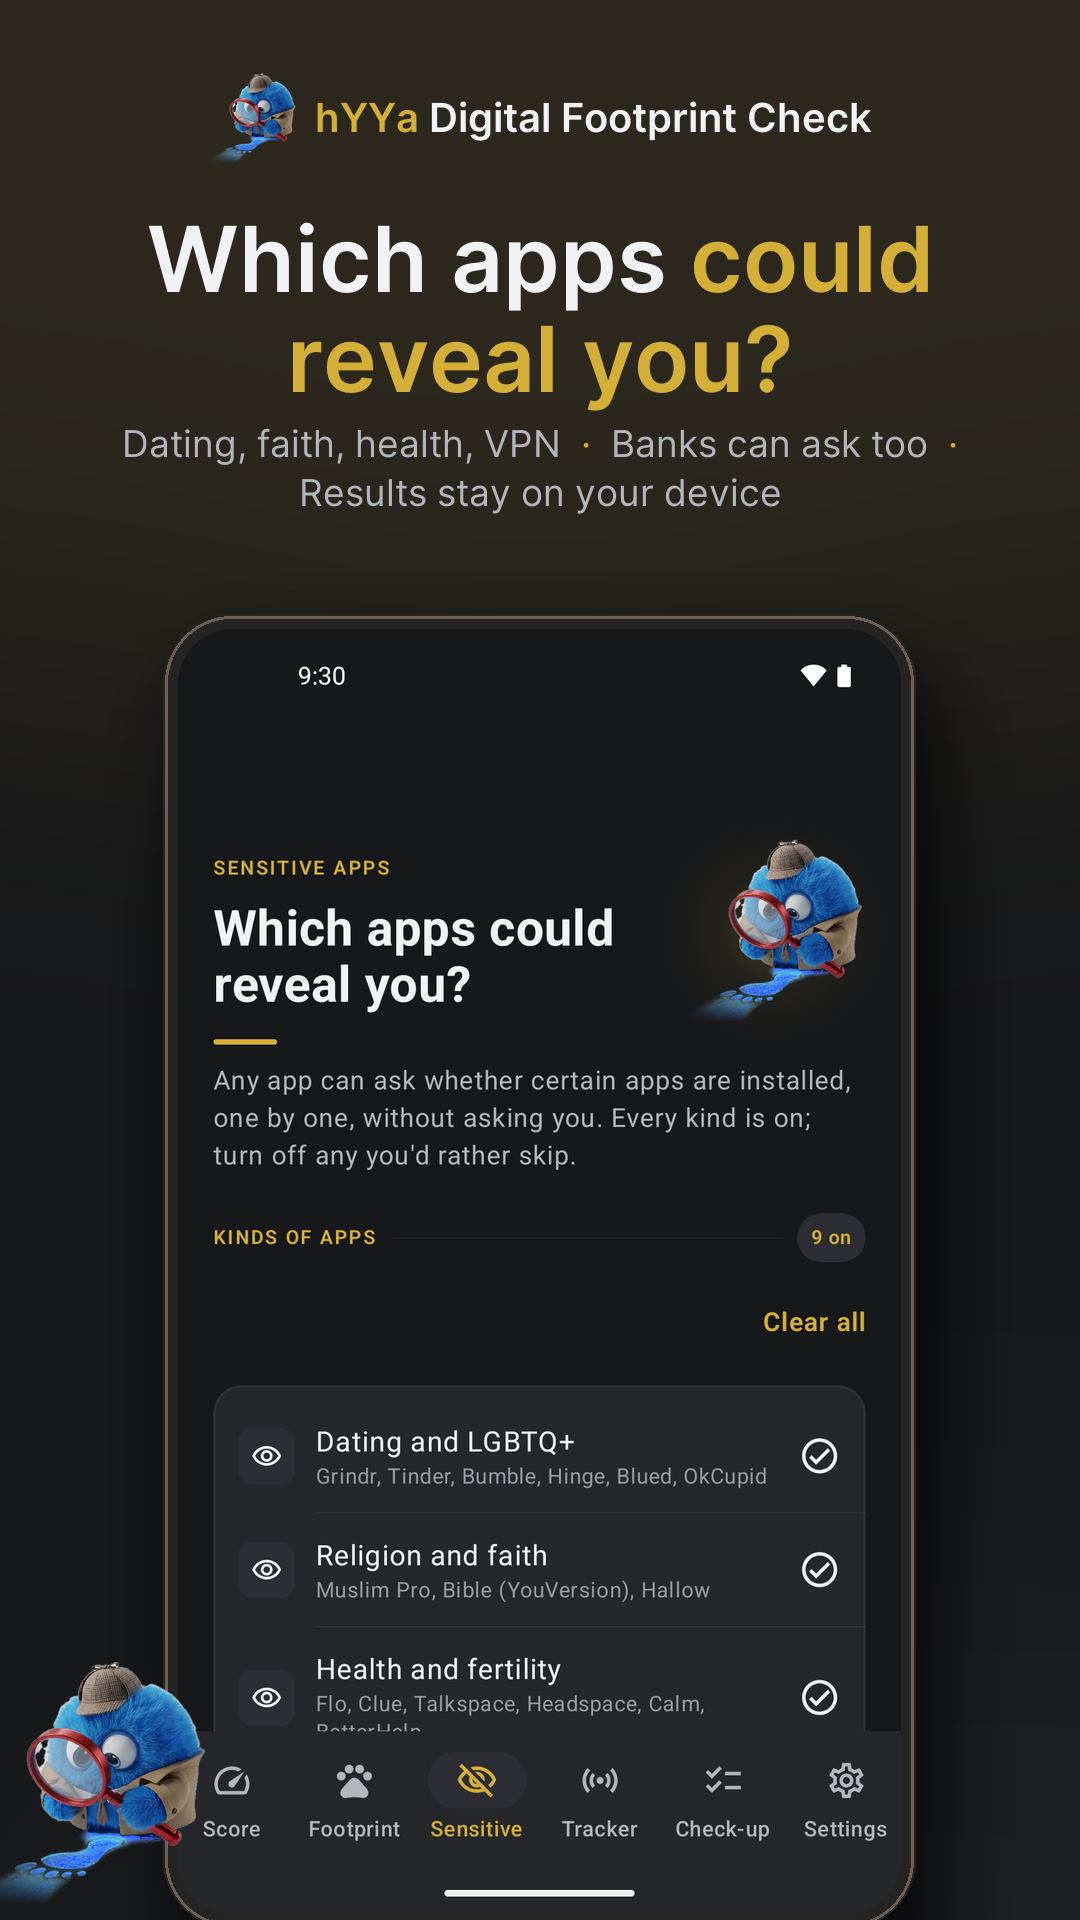 hYYa Digital Footprint Check
Which apps could
reveal you?
Dating, faith, health, VPN · Banks can ask too ·
Results stay on your device
9:30
SENSITIVE APPS
Which apps could
reveal you?
Any app can ask whether certain apps are installed,
one by one, without asking you. Every kind is on;
turn off any you'd rather skip.
KINDS OF APPS
9 on
Clear all
Dating and LGBTQ+
Grindr, Tinder, Bumble, Hinge, Blued, OkCupid
Religion and faith
Muslim Pro, Bible (YouVersion), Hallow
Health and fertility
Flo, Clue, Talkspace, Headspace, Calm,
BetterHelp
Score
Footprint
Sensitive
Tracker
Check-up
Settings